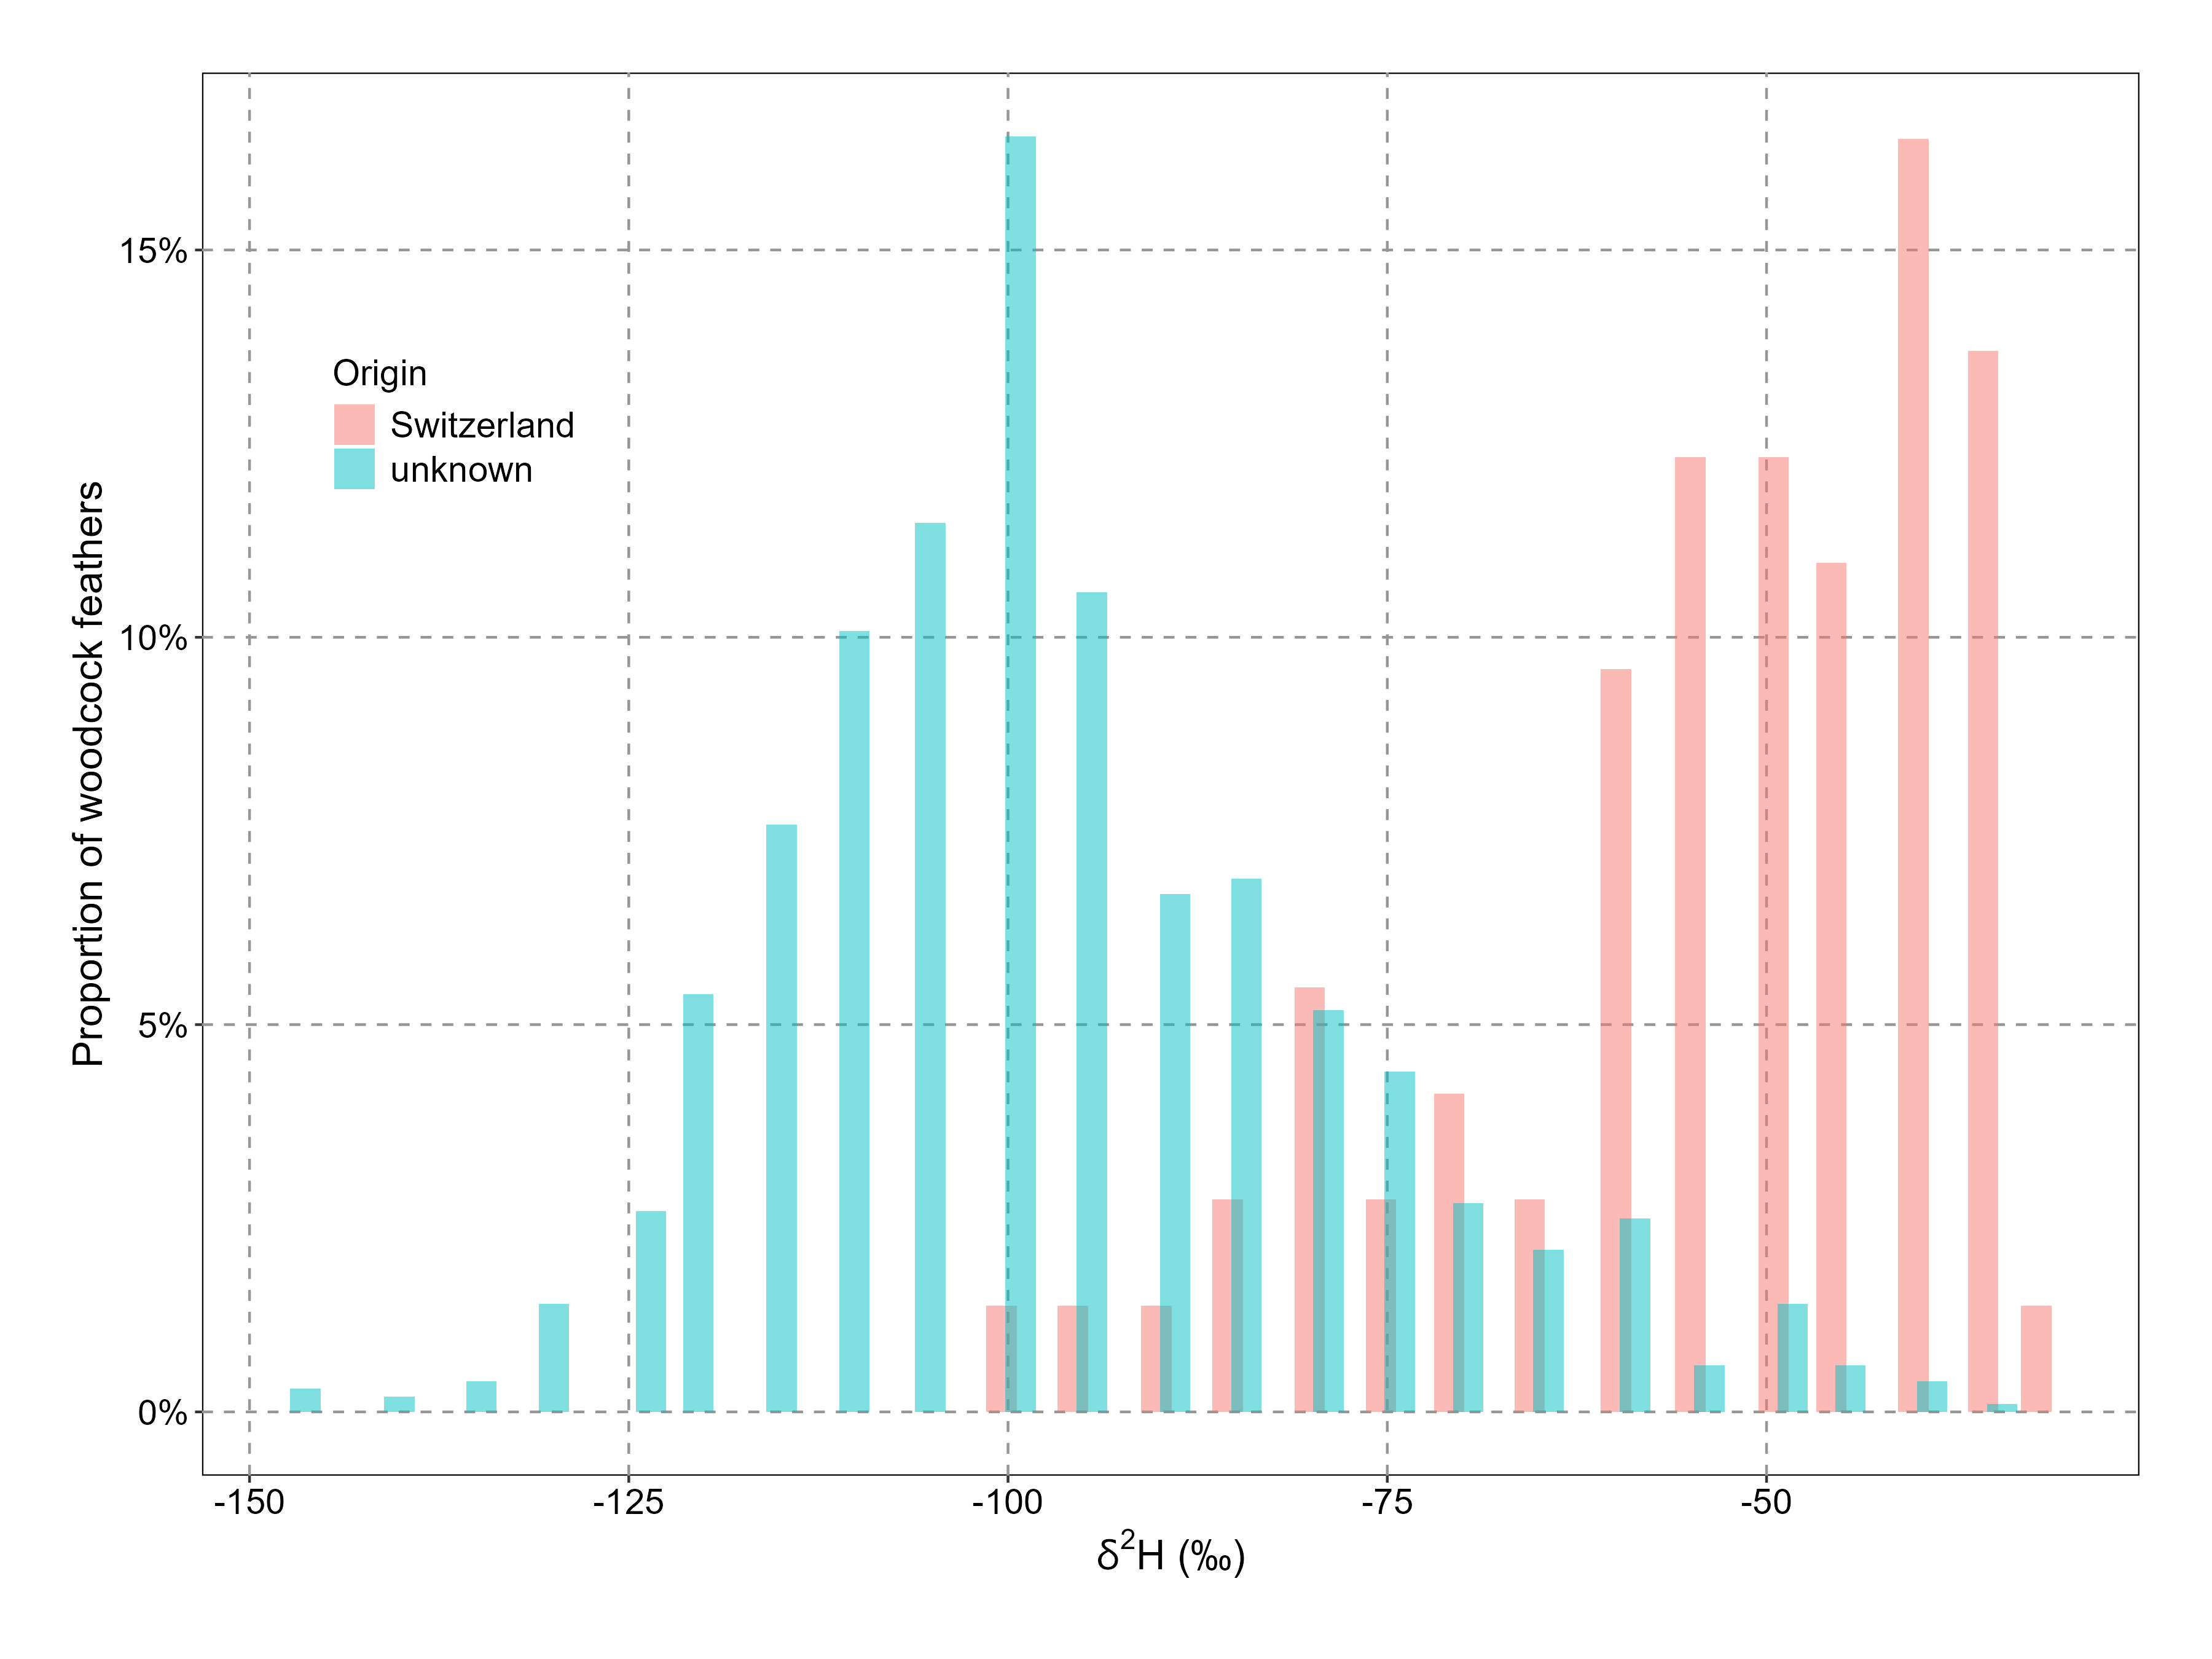 15%
10%
5%
0%
Proportion of woodcock feathers
Origin
Switzerland
unknown
-150
-125
-100
-75
-50
δ²H (‰)